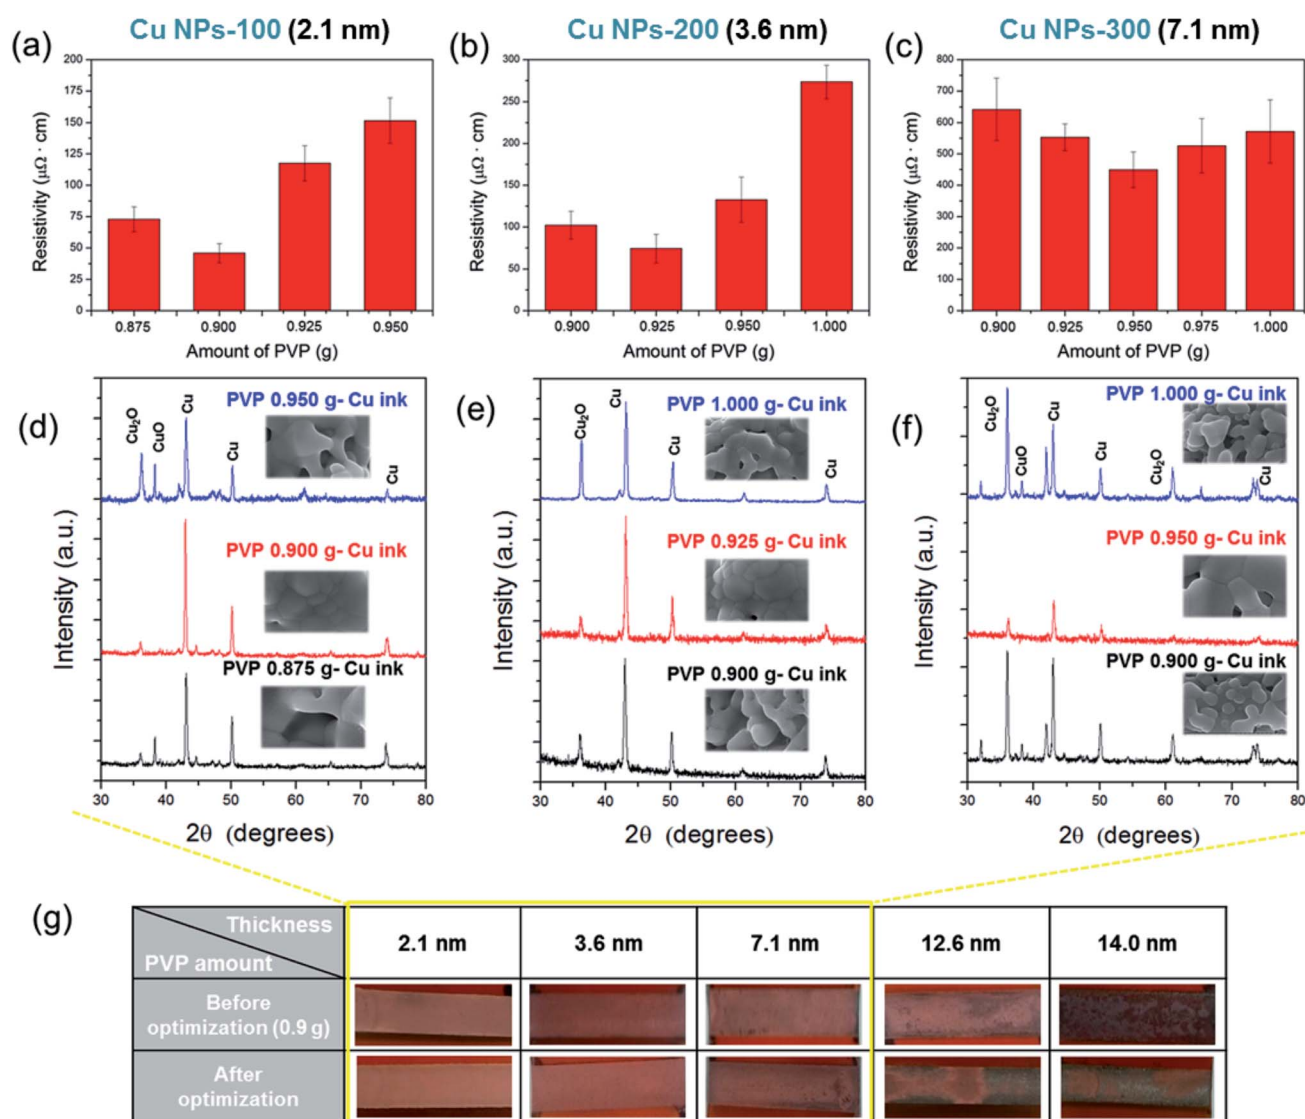 Cu NPs-100 (2.1 nm)
Cu NPs-200 (3.6 nm)
Cu NPs-300 (7.1 nm)
(a)
200
175
150
125
100
75
50
25
0
Resistivity (μΩ · cm)
0.875 0.900 0.925 0.950
Amount of PVP (g)
(b)
300
250
200
150
100
50
0
Resistivity (μΩ · cm)
0.900 0.925 0.950 1.000
Amount of PVP (g)
(c)
800
700
600
500
400
300
200
100
0
Resistivity (μΩ · cm)
0.900 0.925 0.950 0.975 1.000
Amount of PVP (g)
(d)
Intensity (a.u.)
Cu₂O
CuO
Cu
Cu
Cu
PVP 0.950 g- Cu ink
PVP 0.900 g- Cu ink
PVP 0.875 g- Cu ink
30 40 50 60 70 80
2θ (degrees)
(e)
Intensity (a.u.)
Cu₂O
Cu
Cu
Cu
PVP 1.000 g- Cu ink
PVP 0.925 g- Cu ink
PVP 0.900 g- Cu ink
30 40 50 60 70 80
2θ (degrees)
(f)
Intensity (a.u.)
Cu₂O
CuO
Cu
Cu
Cu₂O
Cu
PVP 1.000 g- Cu ink
PVP 0.950 g- Cu ink
PVP 0.900 g- Cu ink
30 40 50 60 70 80
2θ (degrees)
(g)
Thickness
PVP amount
2.1 nm 3.6 nm 7.1 nm 12.6 nm 14.0 nm
Before
optimization (0.9 g)
After
optimization